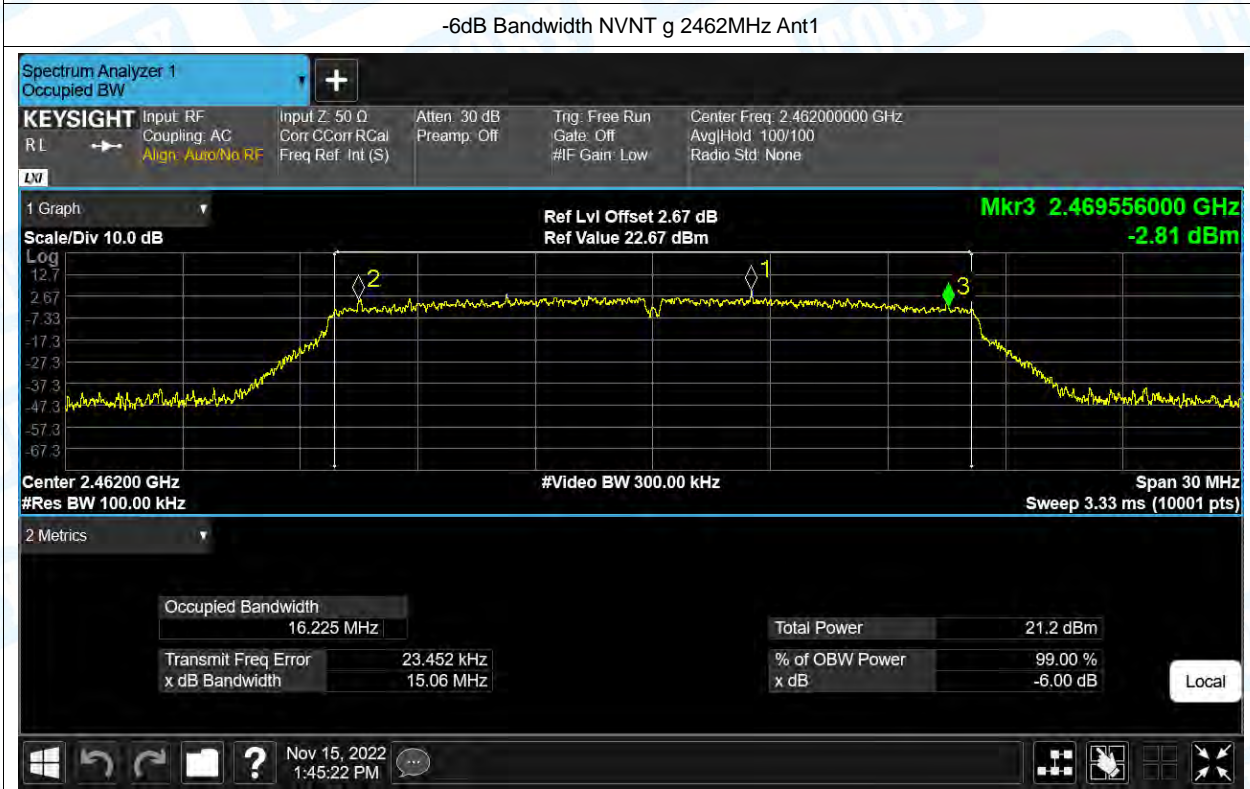 -6dB Bandwidth NVNT g 2462MHz Ant1
Spectrum Analyzer 1
Occupied BW
KEYSIGHT
RL
LXI
Input: RF
Coupling: AC
Align: Auto/No RF
Input Z: 50 Ω
Corr CCorr RCal
Freq Ref: Int (S)
Atten: 30 dB
Preamp: Off
Trig: Free Run
Gate: Off
#IF Gain: Low
Center Freq: 2.462000000 GHz
Avg|Hold: 100/100
Radio Std: None
1 Graph
Scale/Div 10.0 dB
Ref Lvl Offset 2.67 dB
Ref Value 22.67 dBm
Mkr3 2.469556000 GHz
-2.81 dBm
Log
12.7
2.67
-7.33
-17.3
-27.3
-37.3
-47.3
-57.3
-67.3
2
1
3
Center 2.46200 GHz
#Video BW 300.00 kHz
Span 30 MHz
#Res BW 100.00 kHz
Sweep 3.33 ms (10001 pts)
2 Metrics
Occupied Bandwidth
16.225 MHz
Total Power 21.2 dBm
Transmit Freq Error 23.452 kHz
% of OBW Power 99.00 %
x dB Bandwidth 15.06 MHz
x dB -6.00 dB
Local
Nov 15, 2022
1:45:22 PM